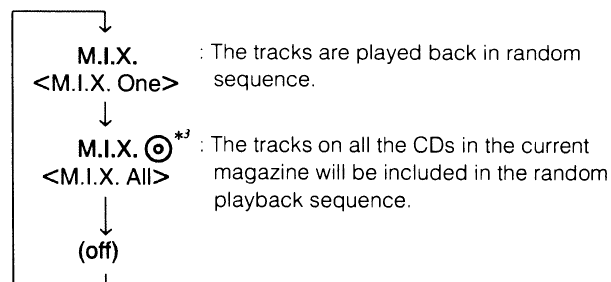 M.I.X. : The tracks are played back in random
<M.I.X. One> sequence.
M.I.X. *3 : The tracks on all the CDs in the current
<M.I.X. All> magazine will be included in the random
playback sequence.
(off)